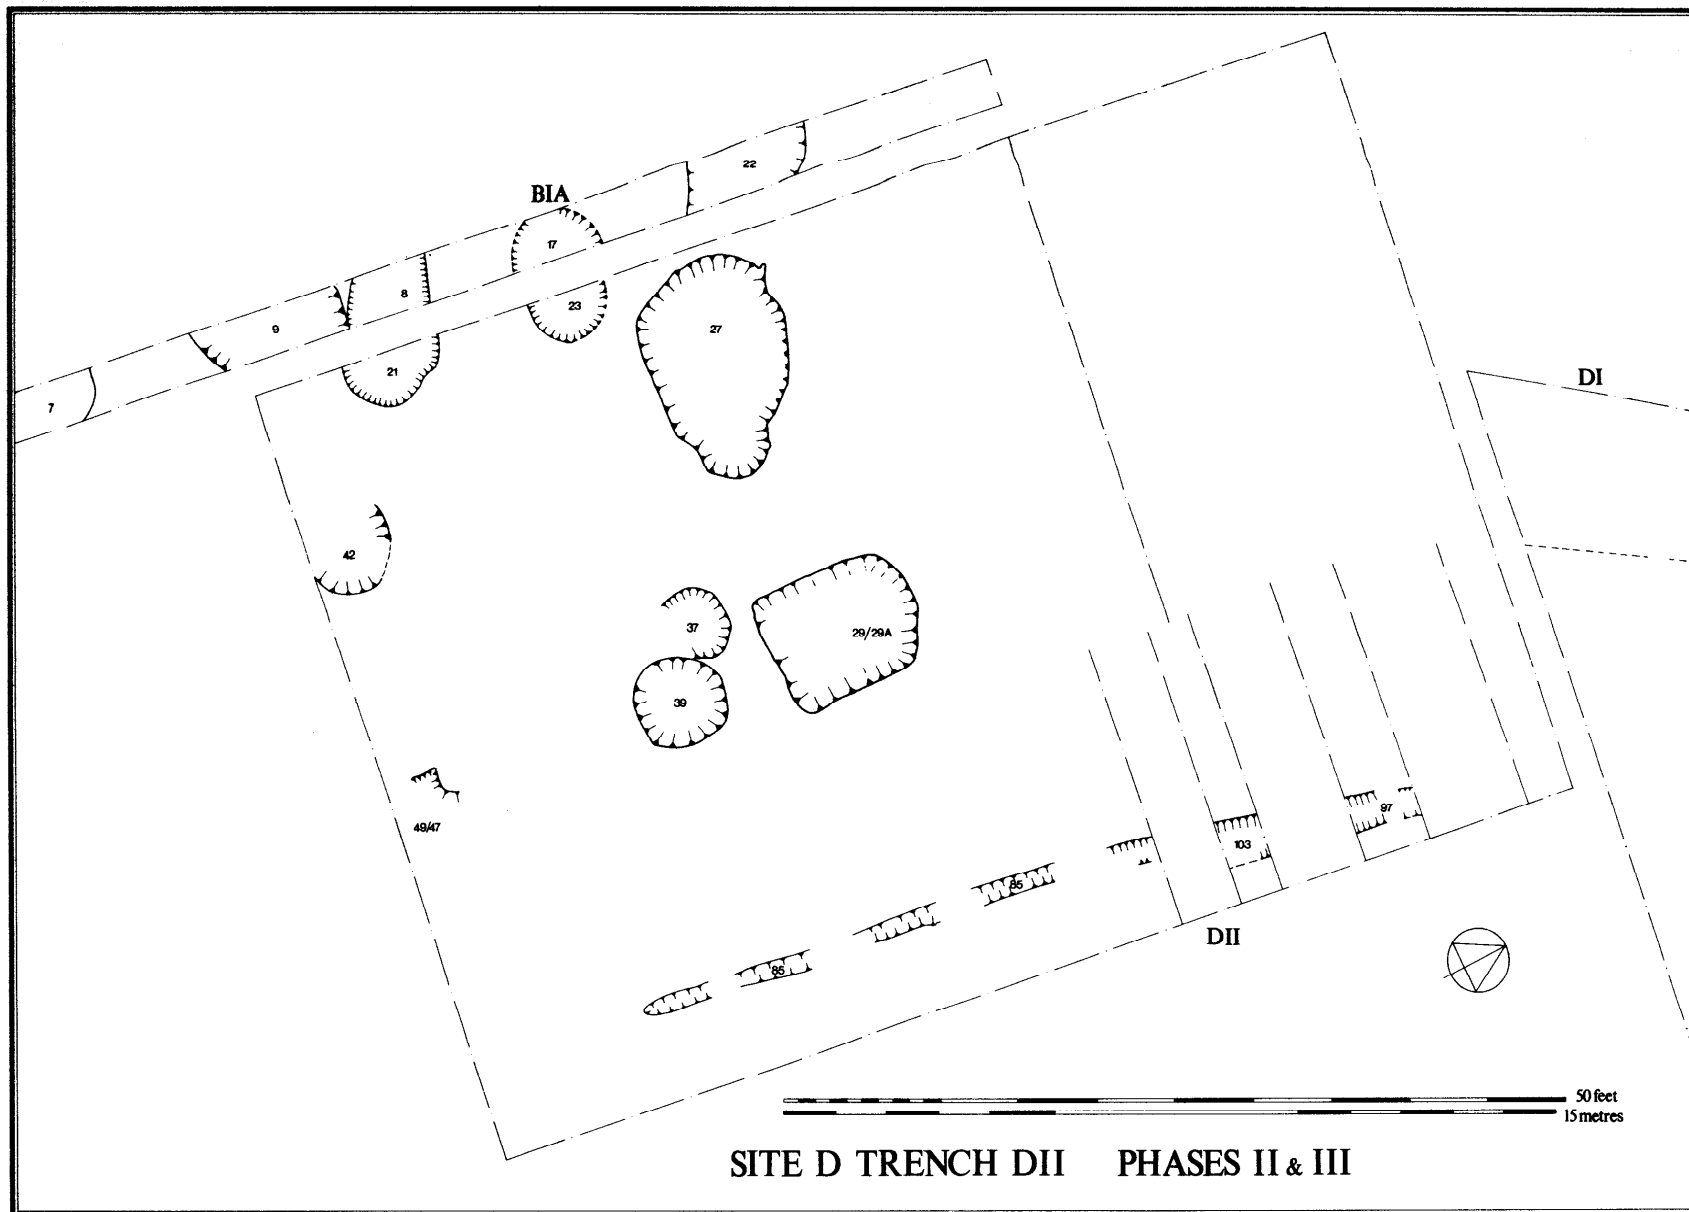 22
BIA
17
8
23
9
27
21
DI
7
42
37
29/29A
39
97
49/47
103
85
DII
85
50 feet
15 metres
SITE D TRENCH DII PHASES II & III